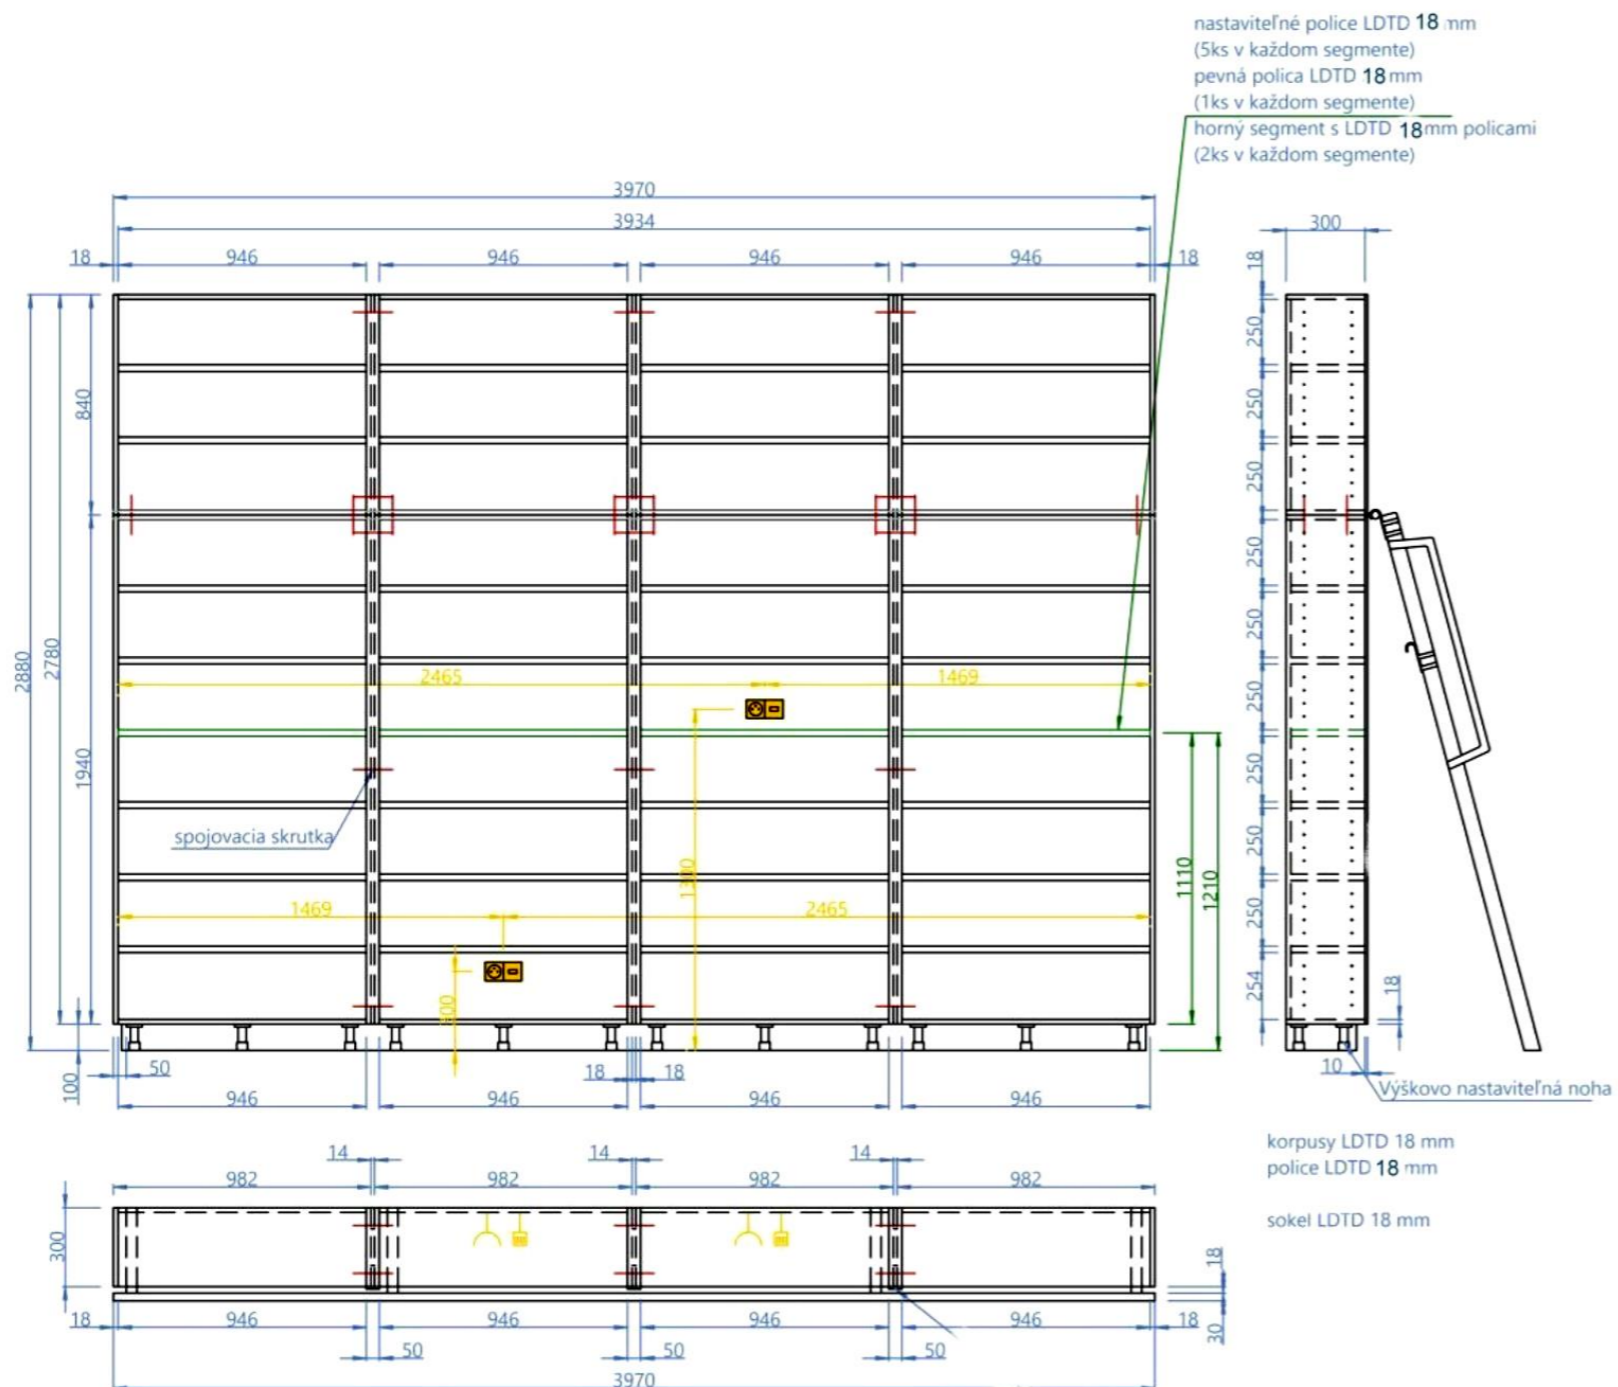 nastaviteľné police LDTD 18 mm
(5ks v každom segmente)
pevná polica LDTD 18 mm
(1ks v každom segmente)
horný segment s LDTD 18 mm policami
(2ks v každom segmente)
3970
3934
18 946 946 946 946 18
300
18
250
250
250
250
250
250
250
250
250
254
18
840
1940
2780
2880
2465 1469
1300
1110
1210
spojovacia skrutka
1469 2465
100
50
18 18
10
Výškovo nastaviteľná noha
946 946 946 946
korpusy LDTD 18 mm
police LDTD 18 mm
sokel LDTD 18 mm
14 14 14
982 982 982 982
300
18
30
18 946 946 946 946 18
50 50 50
3970